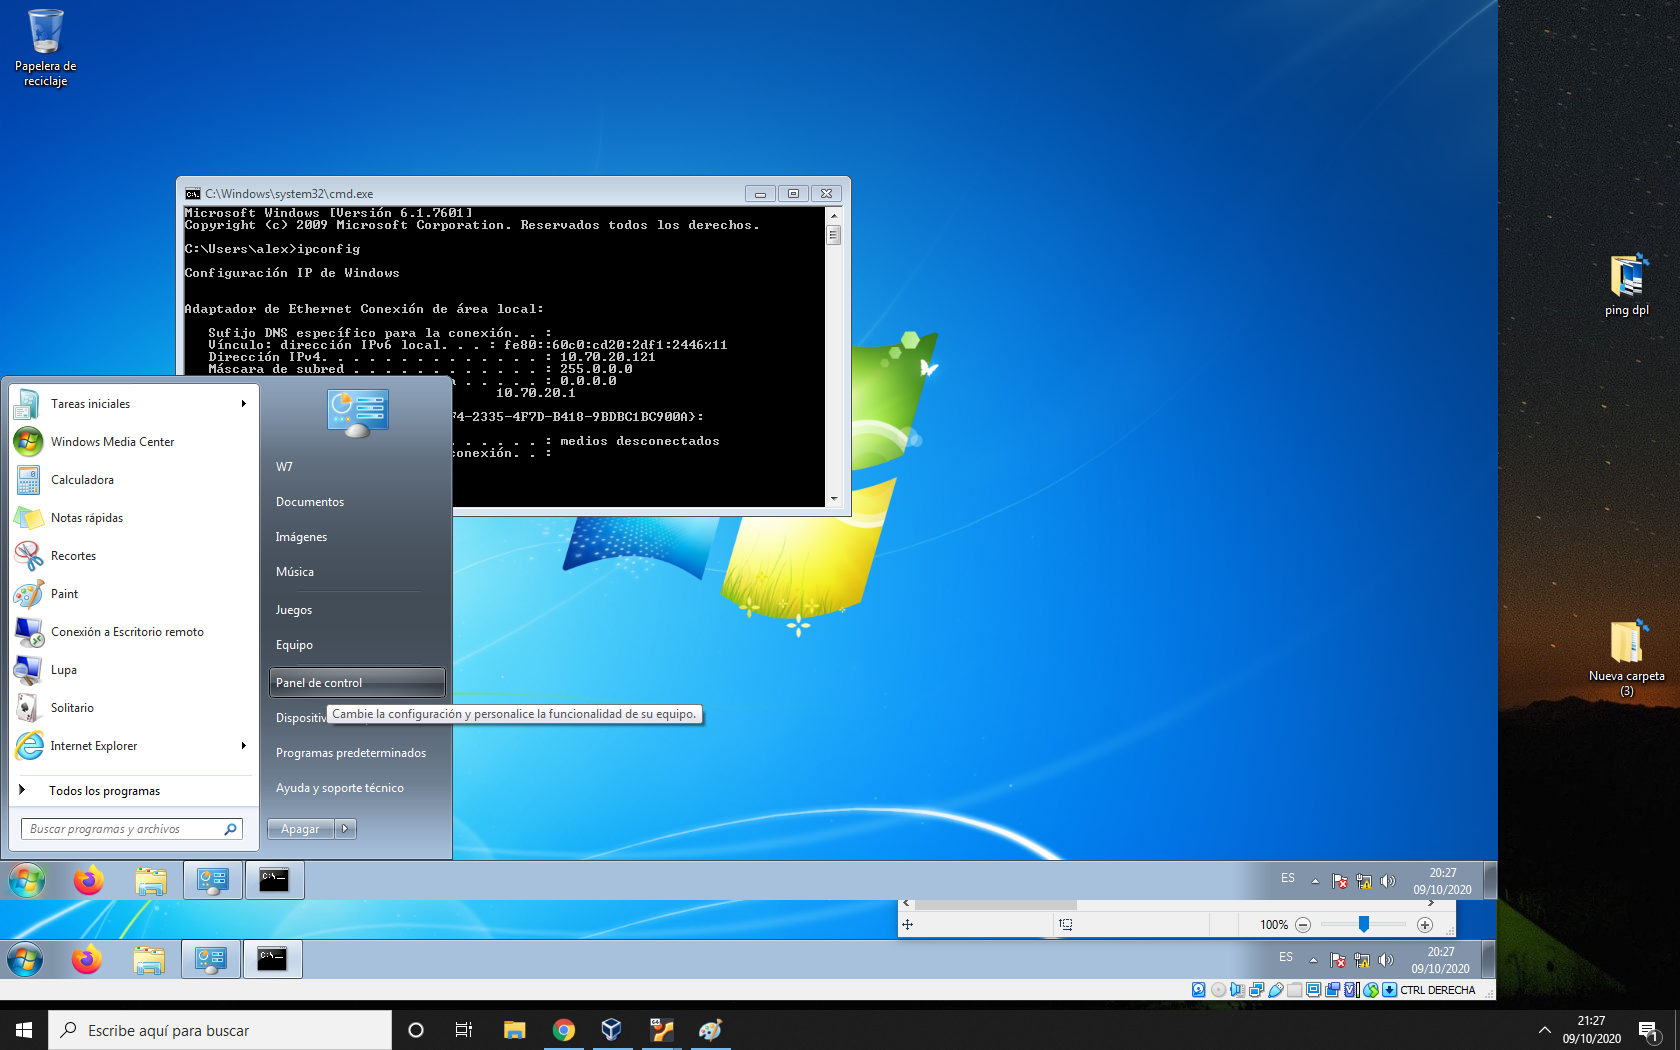 Papelera de
reciclaje
C:\Windows\system32\cmd.exe
Microsoft Windows [Versión 6.1.7601]
Copyright (c) 2009 Microsoft Corporation. Reservados todos los derechos.
C:\Users\alex>ipconfig
Configuración IP de Windows
Adaptador de Ethernet Conexión de área local:
Sufijo DNS específico para la conexión. . :
Vínculo: dirección IPv6 local. . . : fe80::60c0:cd20:2df1:2446%11
Dirección IPv4. . . . . . . . . . . . . . : 10.70.20.121
Máscara de subred . . . . . . . . . . . . : 255.0.0.0
a . . . . . : 0.0.0.0
10.70.20.1
F4-2335-4F7D-B418-9BDBC1BC900A}:
. . . . . . : medios desconectados
conexión. . :
Tareas iniciales
Windows Media Center
Calculadora
Notas rápidas
Recortes
Paint
Conexión a Escritorio remoto
Lupa
Solitario
Internet Explorer
Todos los programas
Buscar programas y archivos
W7
Documentos
Imágenes
Música
Juegos
Equipo
Panel de control
Dispositiv
Cambie la configuración y personalice la funcionalidad de su equipo.
Programas predeterminados
Ayuda y soporte técnico
Apagar
ping dpl
Nueva carpeta
(3)
ES
20:27
09/10/2020
100%
ES
20:27
09/10/2020
CTRL DERECHA
Escribe aquí para buscar
21:27
09/10/2020
1